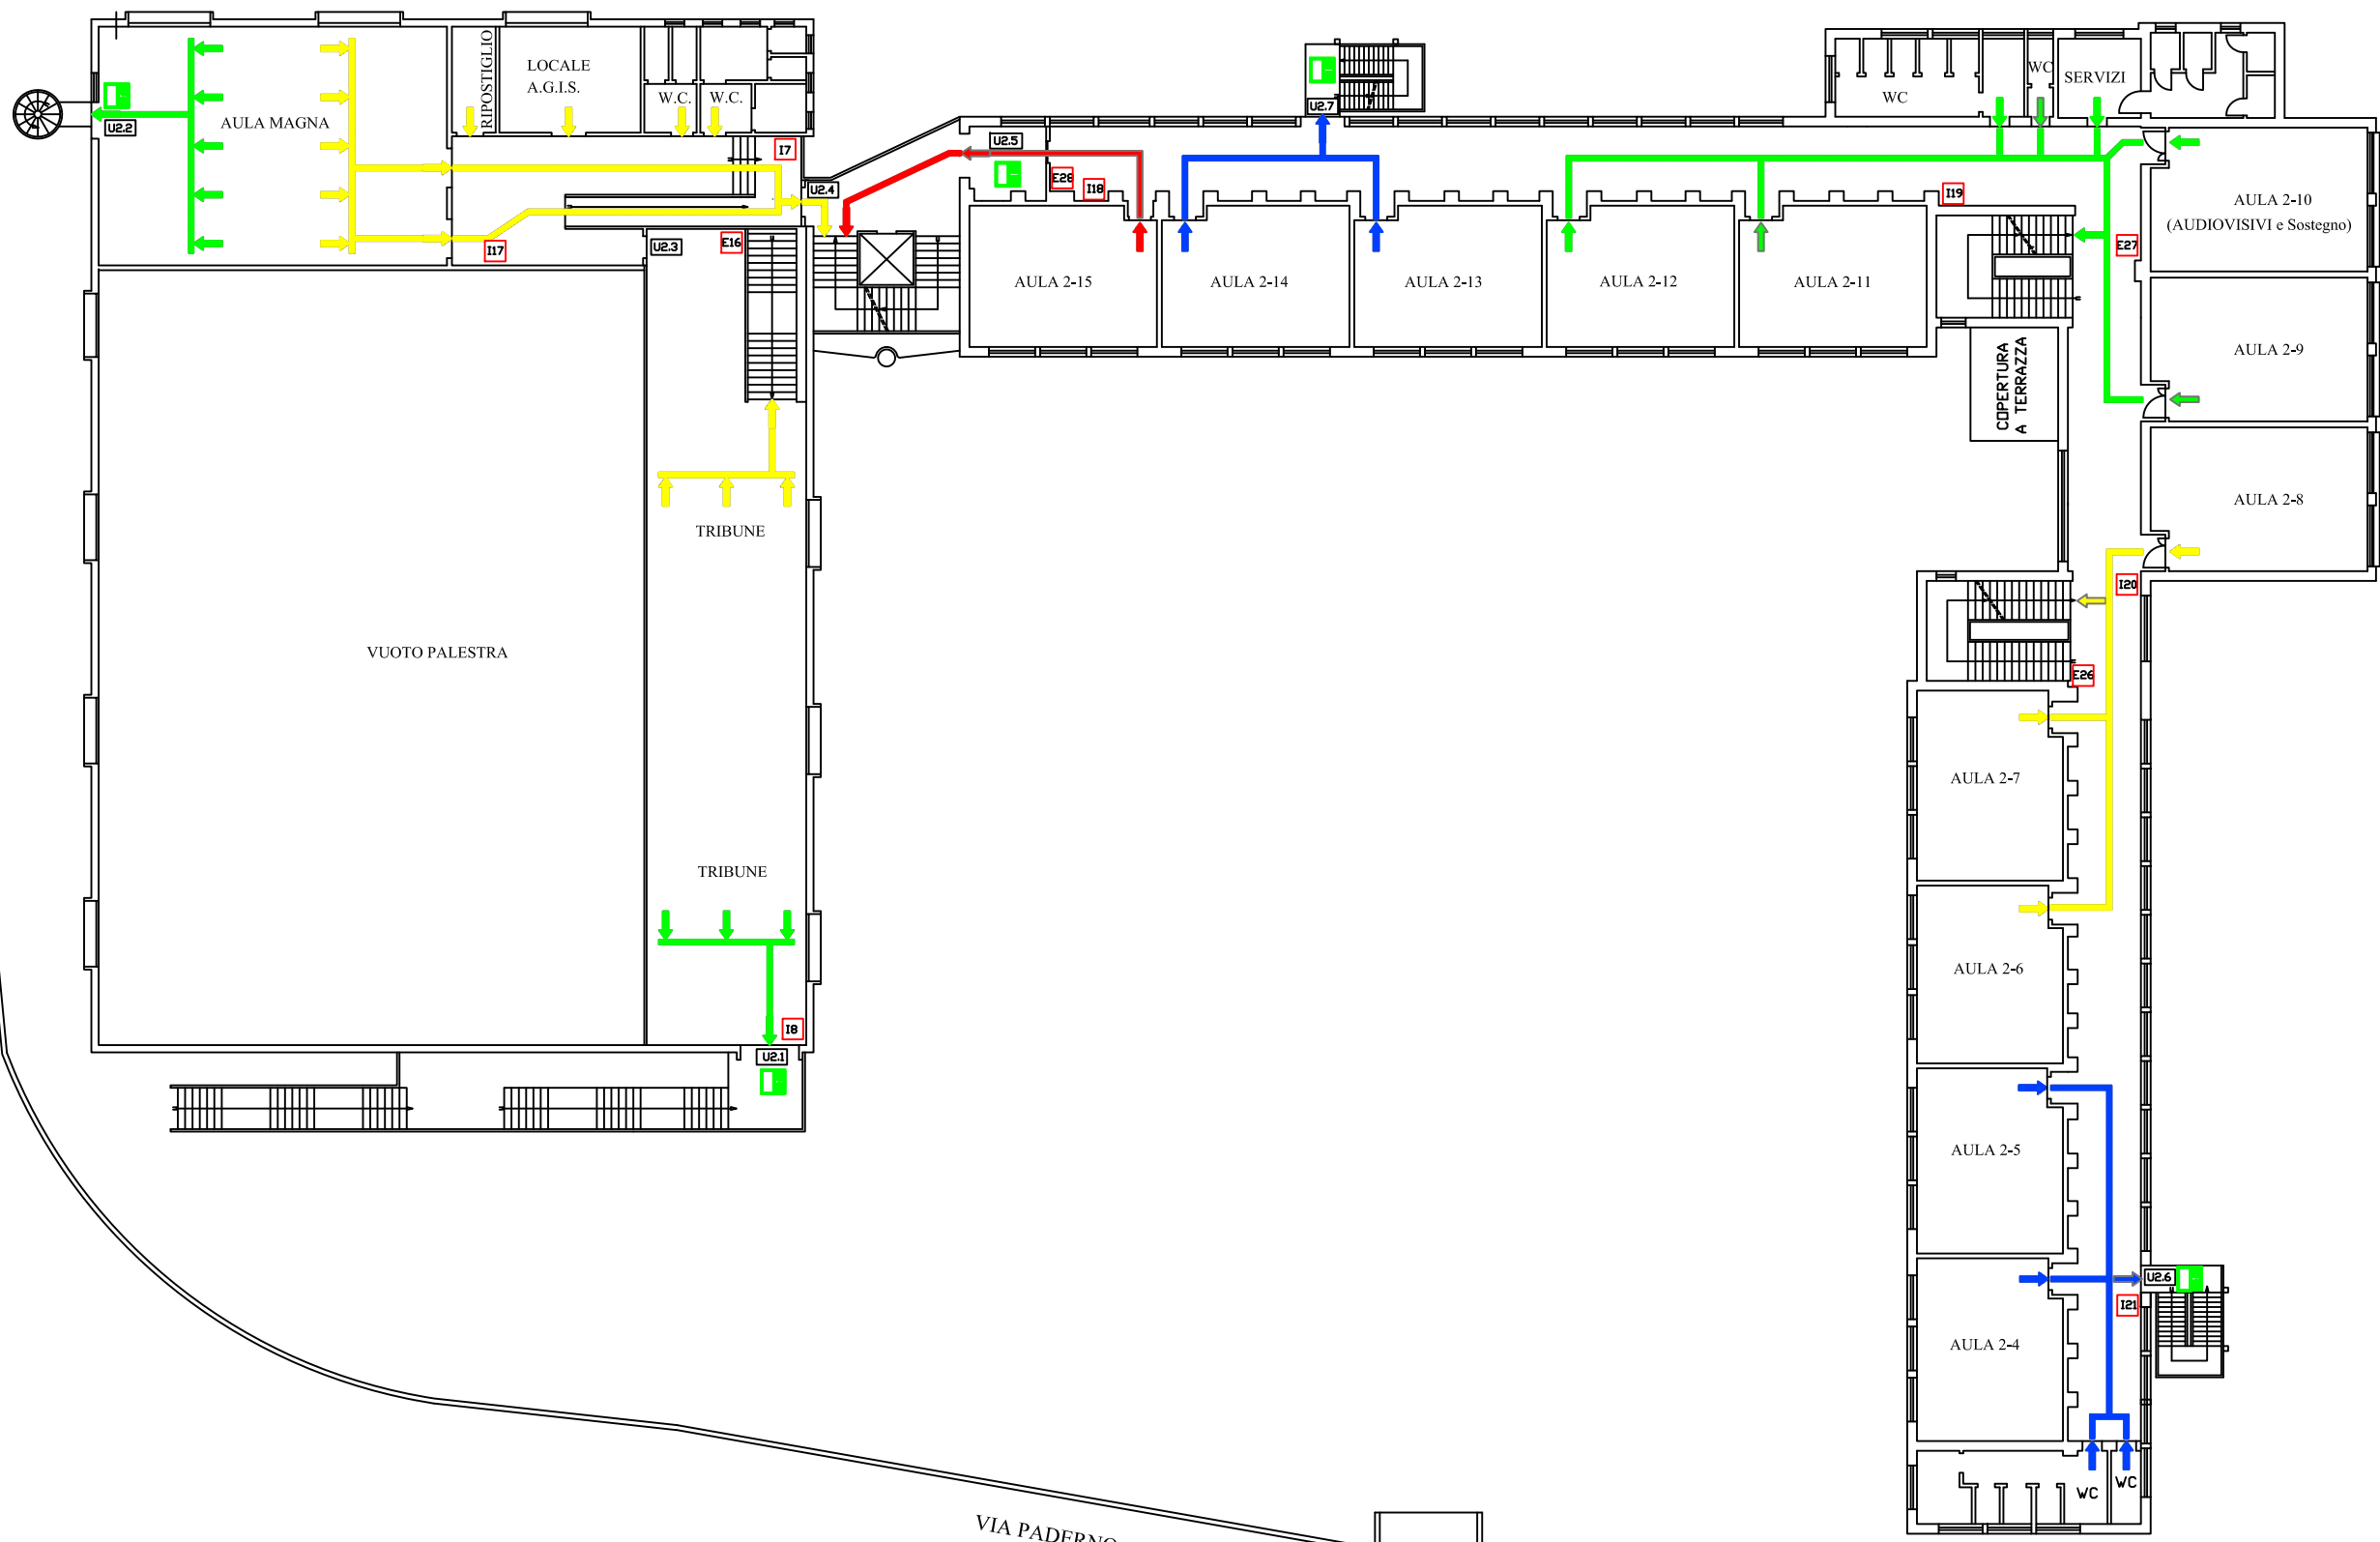 RIPOSTIGLIO
LOCALE
A.G.I.S.
W.C.
W.C.
AULA MAGNA
U2.2
I7
U2.4
I17
U2.3
E16
U2.7
U2.5
E28
I18
WC
WC
SERVIZI
I19
E27
AULA 2-10
(AUDIOVISIVI e Sostegno)
AULA 2-15
AULA 2-14
AULA 2-13
AULA 2-12
AULA 2-11
COPERTURA
A TERRAZZA
AULA 2-9
AULA 2-8
TRIBUNE
I20
VUOTO PALESTRA
E26
AULA 2-7
TRIBUNE
AULA 2-6
I8
U2.1
AULA 2-5
U2.6
I21
AULA 2-4
WC
WC
VIA PADERNO